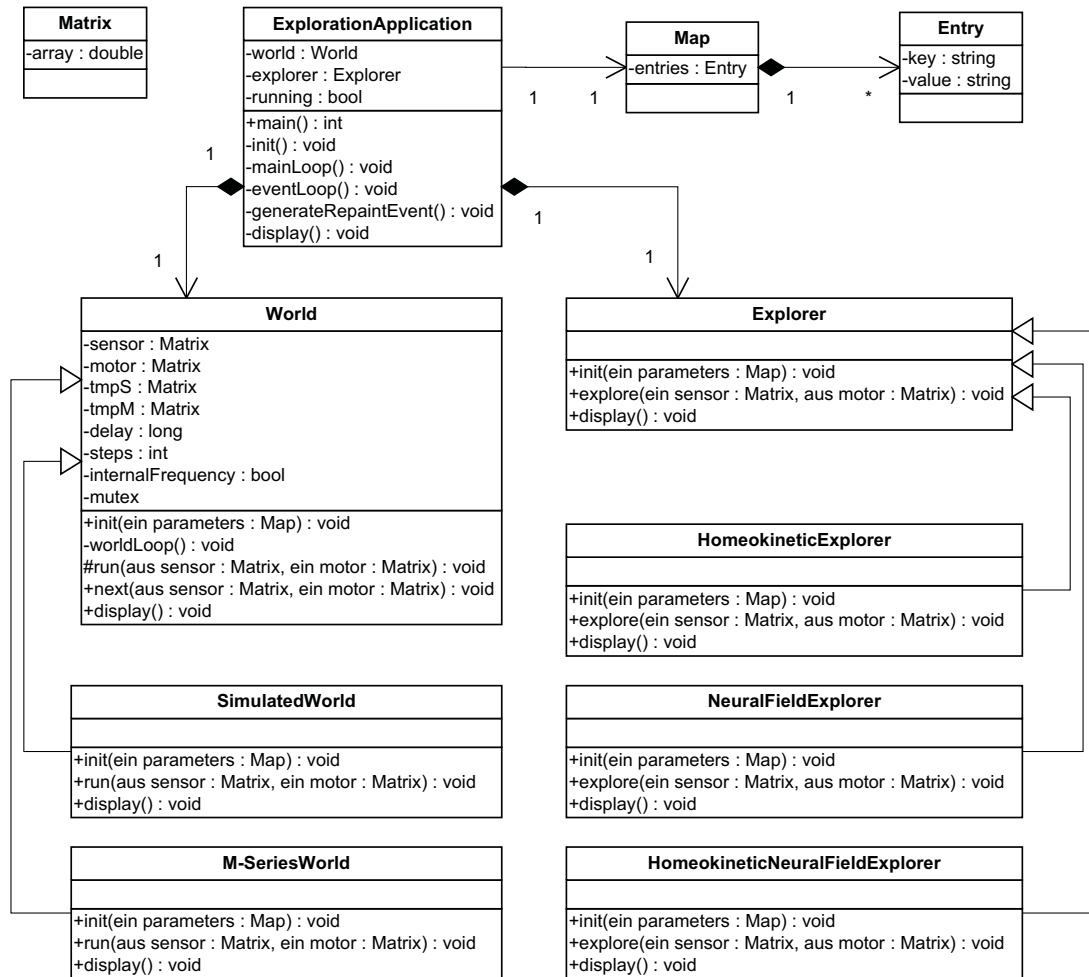 Matrix
-array : double
ExplorationApplication
-world : World
-explorer : Explorer
-running : bool
+main() : int
-init() : void
-mainLoop() : void
-eventLoop() : void
-generateRepaintEvent() : void
-display() : void
Map
-entries : Entry
Entry
-key : string
-value : string
1
1
1
*
1
1
1
1
World
-sensor : Matrix
-motor : Matrix
-tmpS : Matrix
-tmpM : Matrix
-delay : long
-steps : int
-internalFrequency : bool
-mutex
+init(ein parameters : Map) : void
-worldLoop() : void
#run(aus sensor : Matrix, ein motor : Matrix) : void
+next(aus sensor : Matrix, ein motor : Matrix) : void
+display() : void
Explorer
+init(ein parameters : Map) : void
+explore(ein sensor : Matrix, aus motor : Matrix) : void
+display() : void
HomeokineticExplorer
+init(ein parameters : Map) : void
+explore(ein sensor : Matrix, aus motor : Matrix) : void
+display() : void
SimulatedWorld
+init(ein parameters : Map) : void
+run(aus sensor : Matrix, ein motor : Matrix) : void
+display() : void
NeuralFieldExplorer
+init(ein parameters : Map) : void
+explore(ein sensor : Matrix, aus motor : Matrix) : void
+display() : void
M-SeriesWorld
+init(ein parameters : Map) : void
+run(aus sensor : Matrix, ein motor : Matrix) : void
+display() : void
HomeokineticNeuralFieldExplorer
+init(ein parameters : Map) : void
+explore(ein sensor : Matrix, aus motor : Matrix) : void
+display() : void